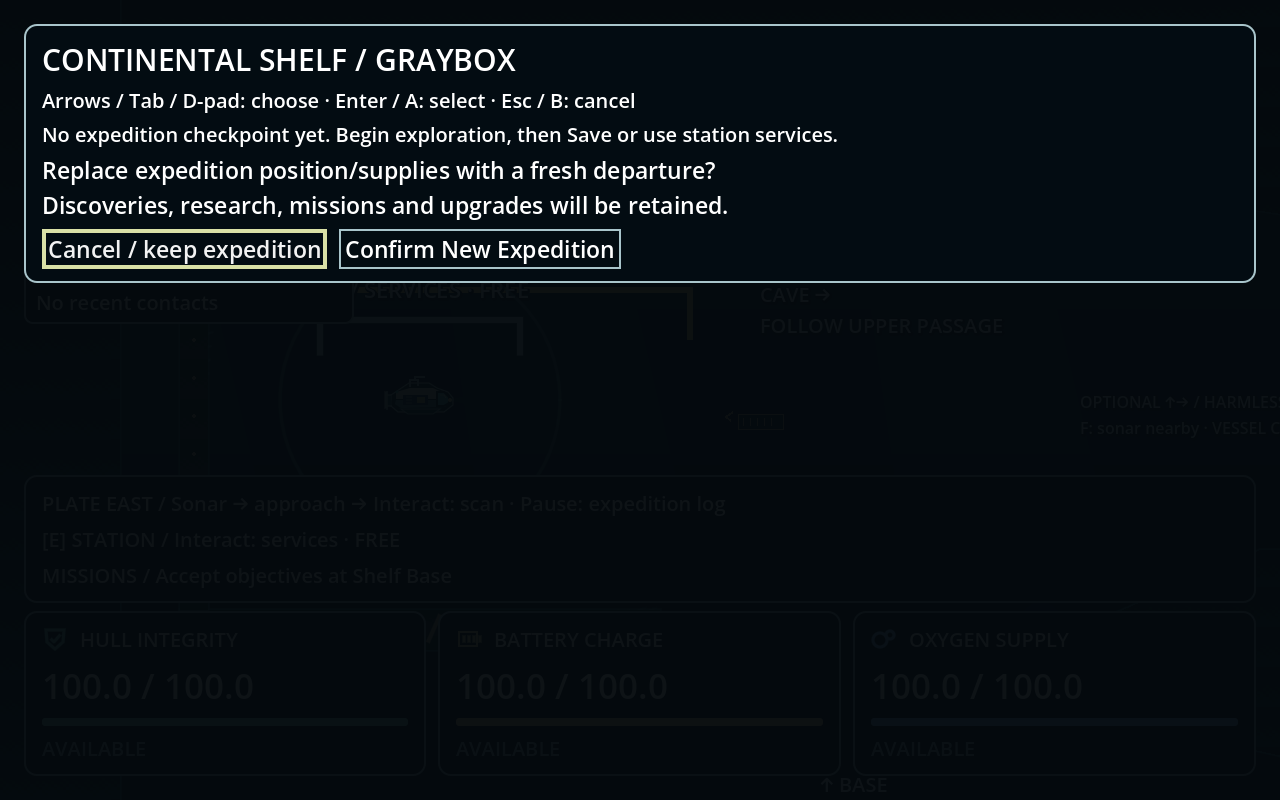 CONTINENTAL SHELF / GRAYBOX
Arrows / Tab / D-pad: choose · Enter / A: select · Esc / B: cancel
No expedition checkpoint yet. Begin exploration, then Save or use station services.
Replace expedition position/supplies with a fresh departure?
Discoveries, research, missions and upgrades will be retained.
Cancel / keep expedition
Confirm New Expedition
No recent contacts
SERVICES · FREE
CAVE →
FOLLOW UPPER PASSAGE
OPTIONAL ↑→ / HARMLES
F: sonar nearby · VESSEL
PLATE EAST / Sonar → approach → Interact: scan · Pause: expedition log
[E] STATION / Interact: services · FREE
MISSIONS / Accept objectives at Shelf Base
HULL INTEGRITY
100.0 / 100.0
AVAILABLE
BATTERY CHARGE
100.0 / 100.0
AVAILABLE
OXYGEN SUPPLY
100.0 / 100.0
AVAILABLE
↑ BASE